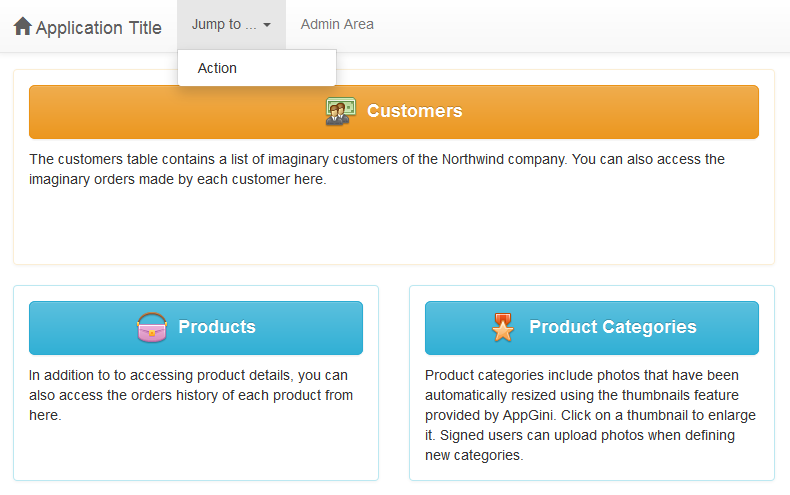 Application Title
Jump to ...
Admin Area
Action
Customers
The customers table contains a list of imaginary customers of the Northwind company. You can also access the
imaginary orders made by each customer here.
Products
In addition to to accessing product details, you can
also access the orders history of each product from
here.
Product Categories
Product categories include photos that have been
automatically resized using the thumbnails feature
provided by AppGini. Click on a thumbnail to enlarge
it. Signed users can upload photos when defining
new categories.